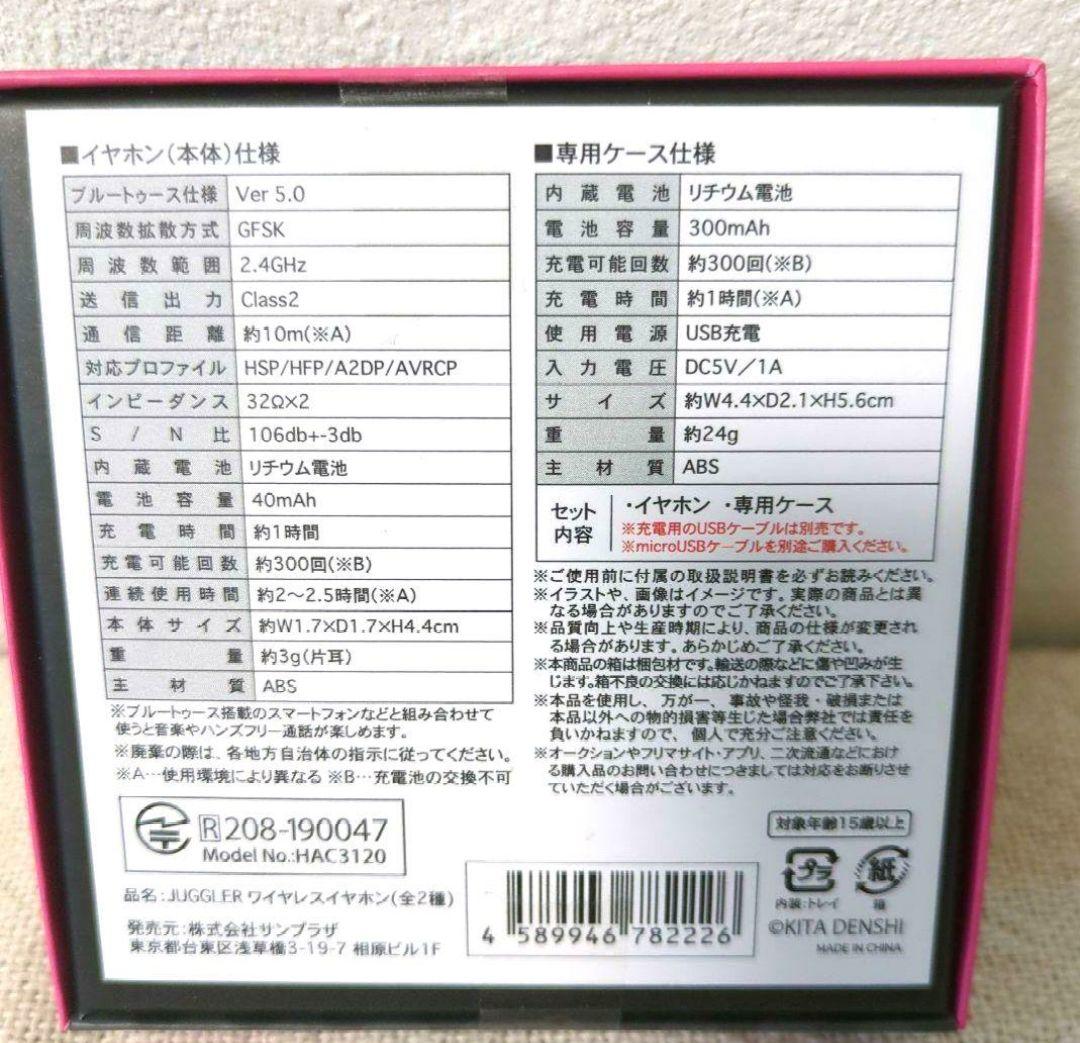 ■イヤホン(本体)仕様
ブルートゥース仕様 Ver 5.0
周波数拡散方式 GFSK
周波数範囲 2.4GHz
送信出力 Class2
通信距離 約10m(※A)
対応プロファイル HSP/HFP/A2DP/AVRCP
インピーダンス 32Ω×2
S/N比 106db+-3db
内蔵電池 リチウム電池
電池容量 40mAh
充電時間 約1時間
充電可能回数 約300回(※B)
連続使用時間 約2〜2.5時間(※A)
本体サイズ 約W1.7×D1.7×H4.4cm
重量 約3g(片耳)
主材質 ABS
※ブルートゥース搭載のスマートフォンなどと組み合わせて
使うと音楽やハンズフリー通話が楽しめます。
※廃棄の際は、各地方自治体の指示に従ってください。
※A…使用環境により異なる ※B…充電池の交換不可
R 208-190047
Model No.:HAC3120
品名:JUGGLER ワイヤレスイヤホン(全2種)
発売元:株式会社サンプラザ
東京都台東区浅草橋3-19-7 相原ビル1F
■専用ケース仕様
内蔵電池 リチウム電池
電池容量 300mAh
充電可能回数 約300回(※B)
充電時間 約1時間(※A)
使用電源 USB充電
入力電圧 DC5V/1A
サイズ 約W4.4×D2.1×H5.6cm
重量 約24g
主材質 ABS
セット内容 ・イヤホン ・専用ケース
※充電用のUSBケーブルは別売です。
※microUSBケーブルを別途ご購入ください。
※ご使用前に付属の取扱説明書を必ずお読みください。
※イラストや、画像はイメージです。実際の商品とは異
なる場合がありますのでご了承ください。
※品質向上や生産時期により、商品の仕様が変更され
る場合があります。あらかじめご了承ください。
※本商品の箱は梱包材です。輸送の際などに傷や凹みが生
じます。箱不良の交換には応じかねますのでご了承下さい。
※本品を使用し、万が一、事故や怪我・破損または
本品以外への物的損害等生じた場合弊社では責任を
負いかねますので、個人で充分ご注意ください。
※オークションやフリマサイト・アプリ、二次流通などにおけ
る購入品のお問い合わせにつきましては対応をお断りさせ
ていただく場合がございます。
対象年齢15歳以上
プラ 紙
内装:トレイ 箱
4 589946 782226
©KITA DENSHI
MADE IN CHINA